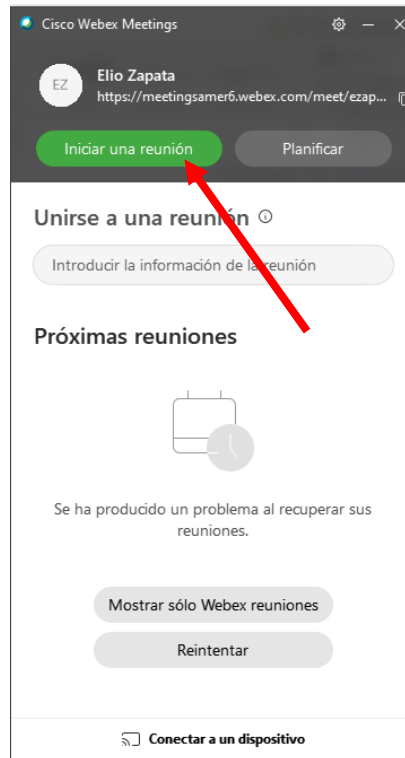 Cisco Webex Meetings
EZ
Elio Zapata
https://meetingsamer6.webex.com/meet/ezap...
Iniciar una reunión
Planificar
Unirse a una reunión
Introducir la información de la reunión
Próximas reuniones
Se ha producido un problema al recuperar sus
reuniones.
Mostrar sólo Webex reuniones
Reintentar
Conectar a un dispositivo